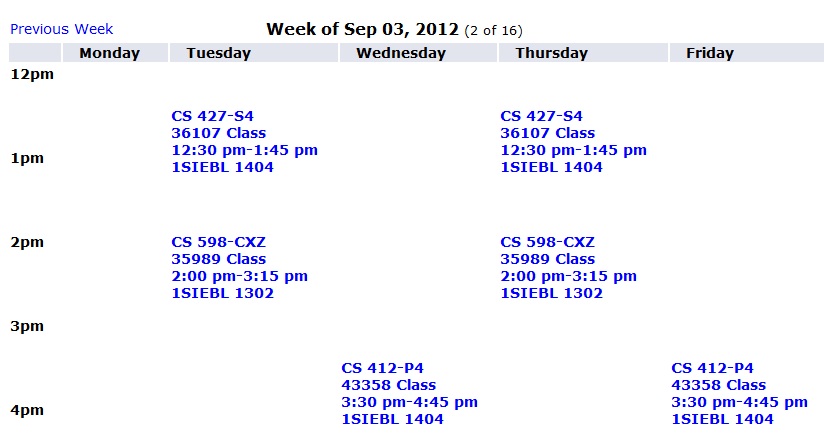 Previous Week Week of Sep 03, 2012 (2 of 16)
Monday Tuesday Wednesday Thursday Friday
12pm
CS 427-S4 CS 427-S4
36107 Class 36107 Class
12:30 pm-1:45 pm 12:30 pm-1:45 pm
1pm 1SIEBL 1404 1SIEBL 1404
2pm CS 598-CXZ CS 598-CXZ
35989 Class 35989 Class
2:00 pm-3:15 pm 2:00 pm-3:15 pm
1SIEBL 1302 1SIEBL 1302
3pm
CS 412-P4 CS 412-P4
43358 Class 43358 Class
3:30 pm-4:45 pm 3:30 pm-4:45 pm
4pm 1SIEBL 1404 1SIEBL 1404